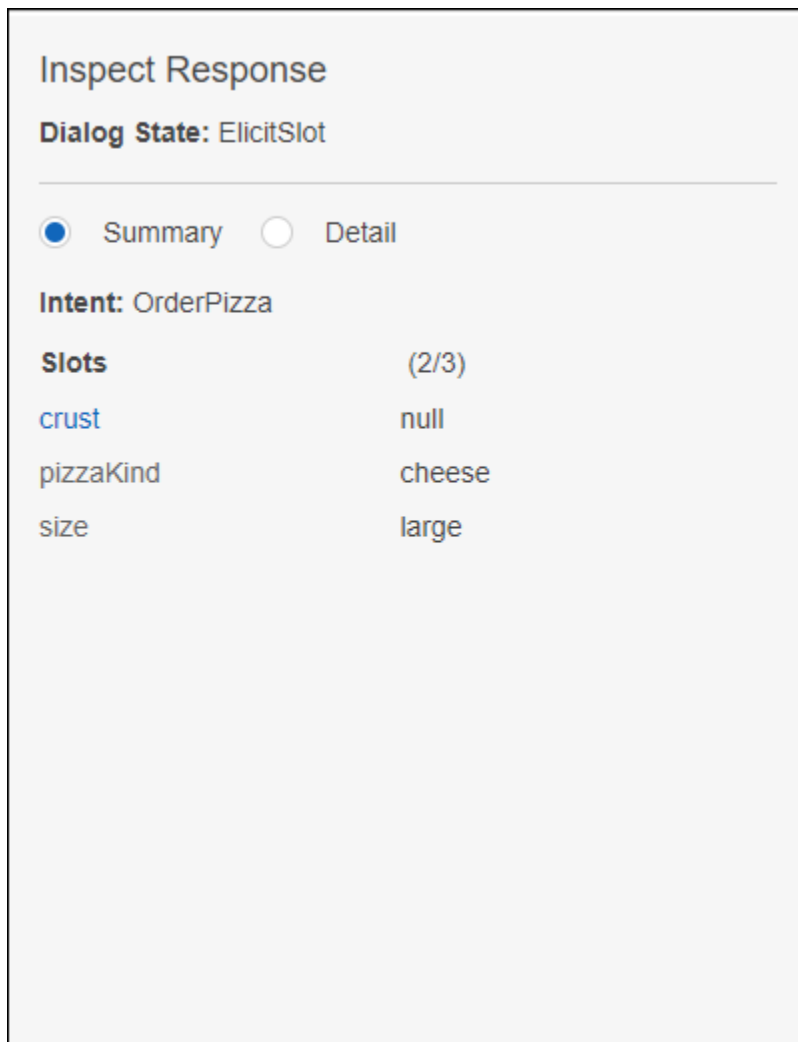 Inspect Response
Dialog State: ElicitSlot
Summary Detail
Intent: OrderPizza
Slots (2/3)
crust null
pizzaKind cheese
size large